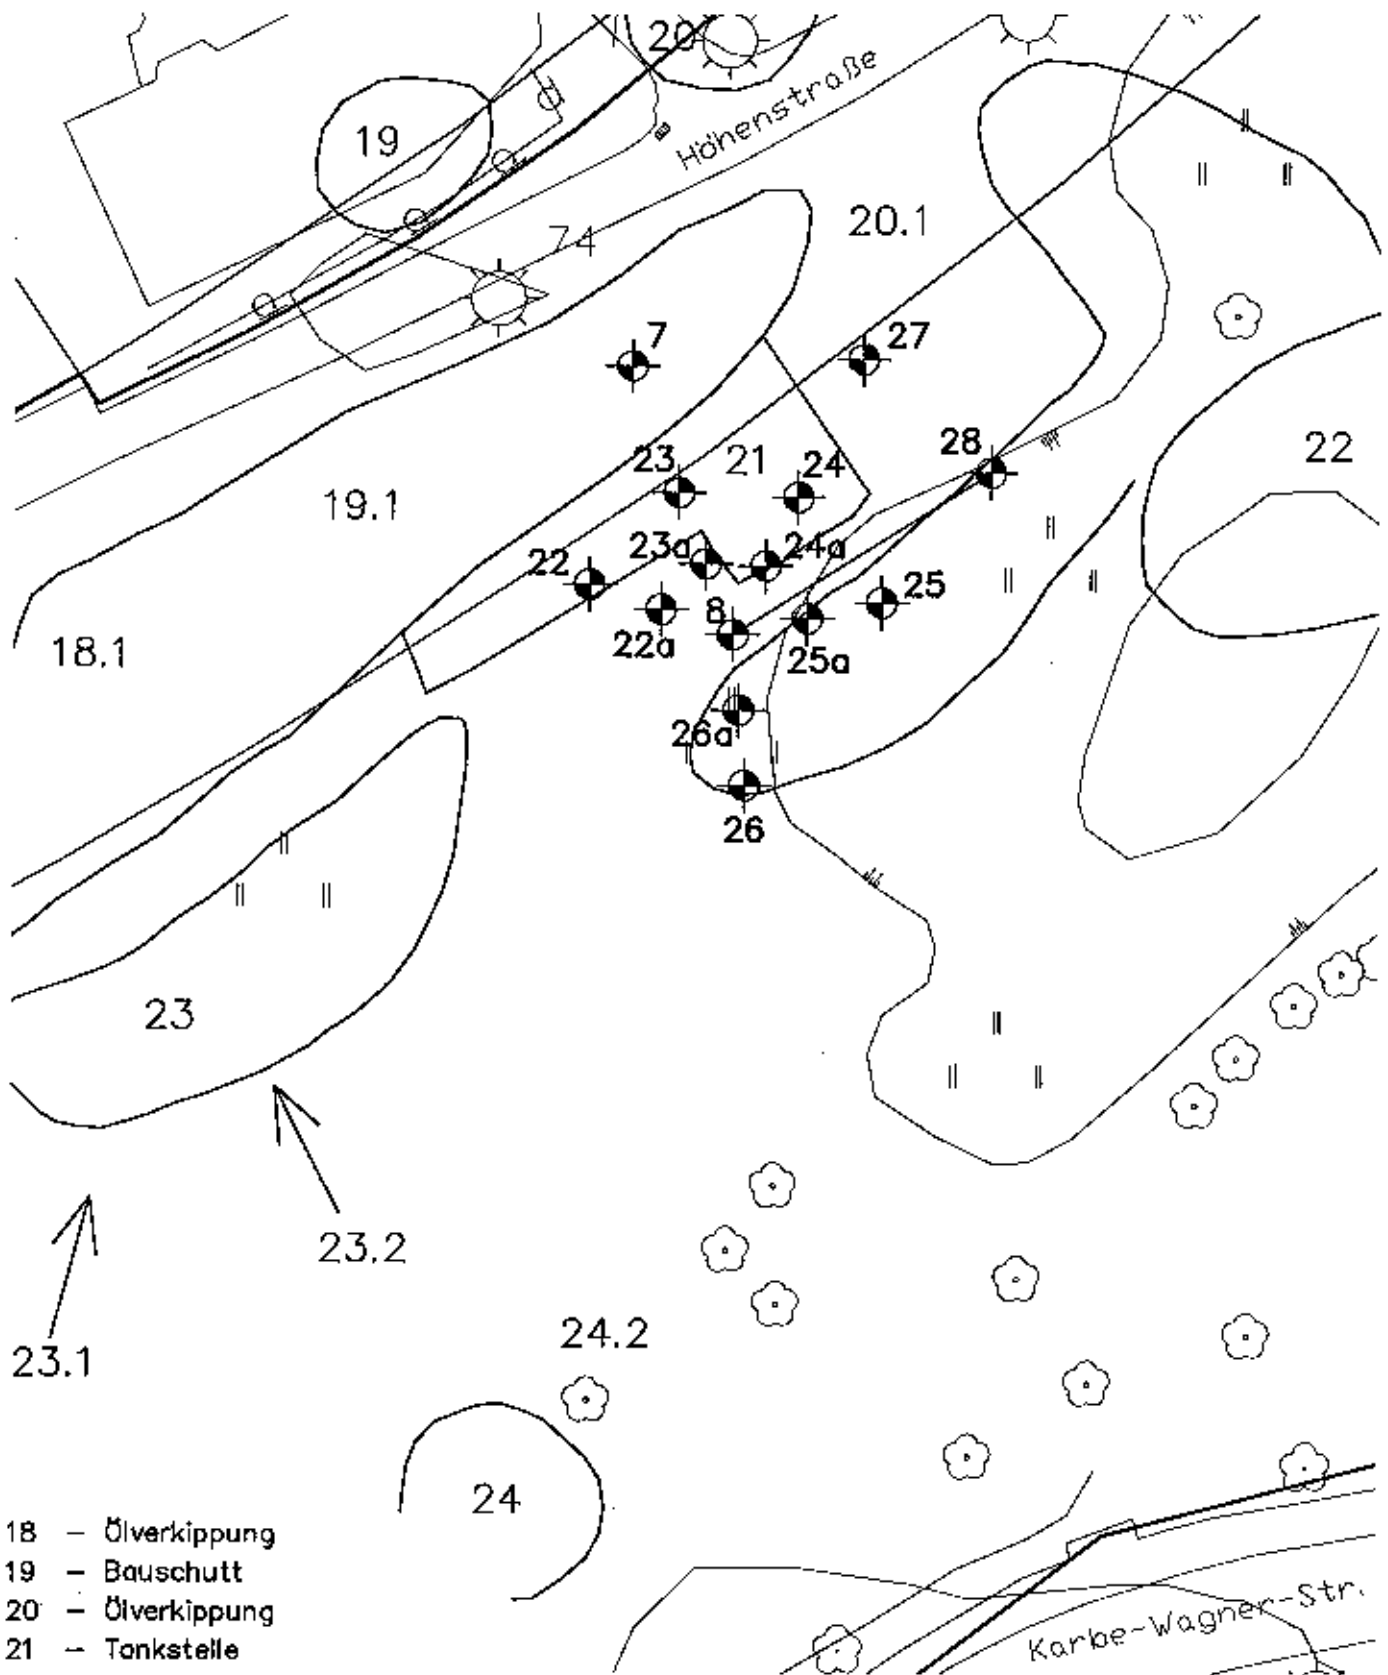 20
Höhenstraße
19
20.1
74
7
27
28
22
23
21
24
19.1
23a
24a
22
25
8
18.1
22a
25a
26a
26
23
23.2
24.2
23.1
24
18 – Ölverkippung
19 – Bauschutt
20 – Ölverkippung
21 – Tankstelle
Karbe-Wagner-Str.